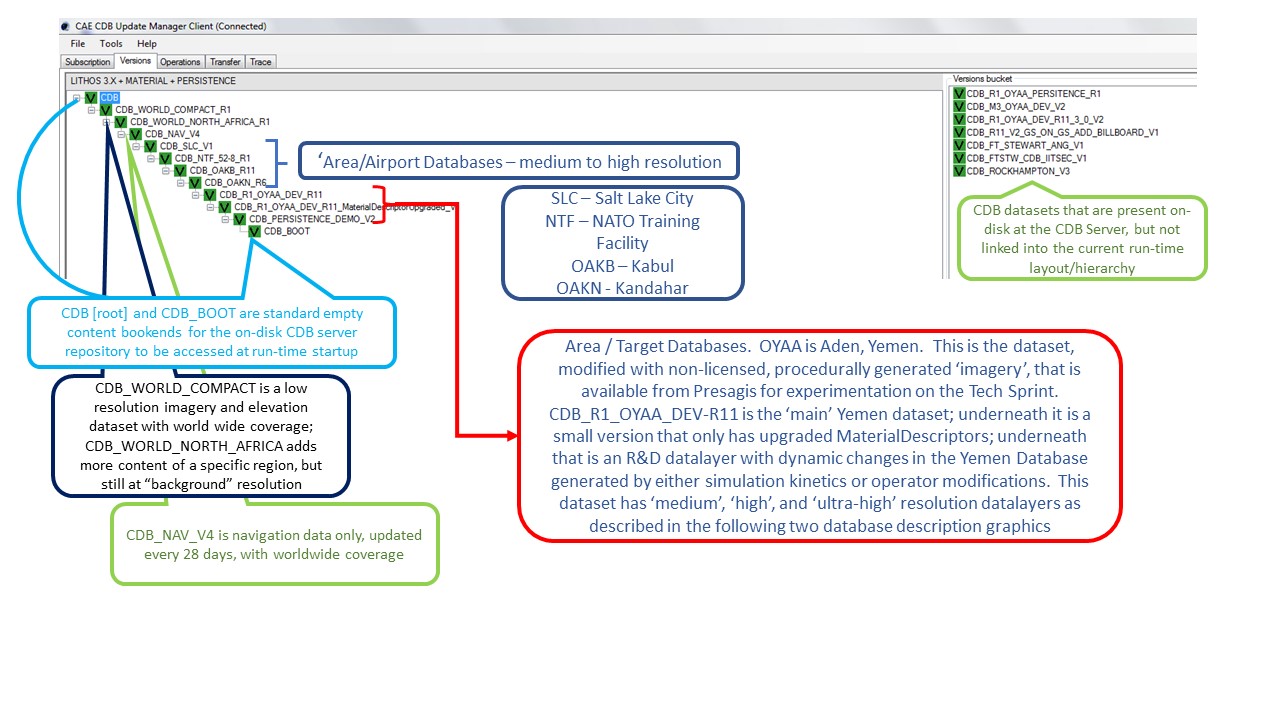 CAE CDB Update Manager Client (Connected)
File Tools Help
Subscription Versions Operations Transfer Trace
LITHOS 3.X + MATERIAL + PERSISTENCE
CDB
CDB_WORLD_COMPACT_R1
CDB_WORLD_NORTH_AFRICA_R1
CDB_NAV_V4
CDB_SLC_V1
CDB_NTF_52-8_R1
CDB_OAKB_R11
CDB_OAKN_R6
CDB_R1_OYAA_DEV_R11
CDB_R1_OYAA_DEV_R11_MaterialDescriptorUpgraded_V
CDB_PERSISTENCE_DEMO_V2
CDB_BOOT
Versions bucket
CDB_R1_OYAA_PERSITENCE_R1
CDB_M3_OYAA_DEV_V2
CDB_R1_OYAA_DEV_R11_3_0_V2
CDB_R11_V2_GS_ON_GS_ADD_BILLBOARD_V1
CDB_FT_STEWART_ANG_V1
CDB_FTSTW_CDB_IITSEC_V1
CDB_ROCKHAMPTON_V3
‘Area/Airport Databases – medium to high resolution
SLC – Salt Lake City
NTF – NATO Training
Facility
OAKB – Kabul
OAKN - Kandahar
CDB datasets that are present on-
disk at the CDB Server, but not
linked into the current run-time
layout/hierarchy
CDB [root] and CDB_BOOT are standard empty
content bookends for the on-disk CDB server
repository to be accessed at run-time startup
CDB_WORLD_COMPACT is a low
resolution imagery and elevation
dataset with world wide coverage;
CDB_WORLD_NORTH_AFRICA adds
more content of a specific region, but
still at “background” resolution
CDB_NAV_V4 is navigation data only, updated
every 28 days, with worldwide coverage
Area / Target Databases. OYAA is Aden, Yemen. This is the dataset,
modified with non-licensed, procedurally generated ‘imagery’, that is
available from Presagis for experimentation on the Tech Sprint.
CDB_R1_OYAA_DEV-R11 is the ‘main’ Yemen dataset; underneath it is a
small version that only has upgraded MaterialDescriptors; underneath
that is an R&D datalayer with dynamic changes in the Yemen Database
generated by either simulation kinetics or operator modifications. This
dataset has ‘medium’, ‘high’, and ‘ultra-high’ resolution datalayers as
described in the following two database description graphics